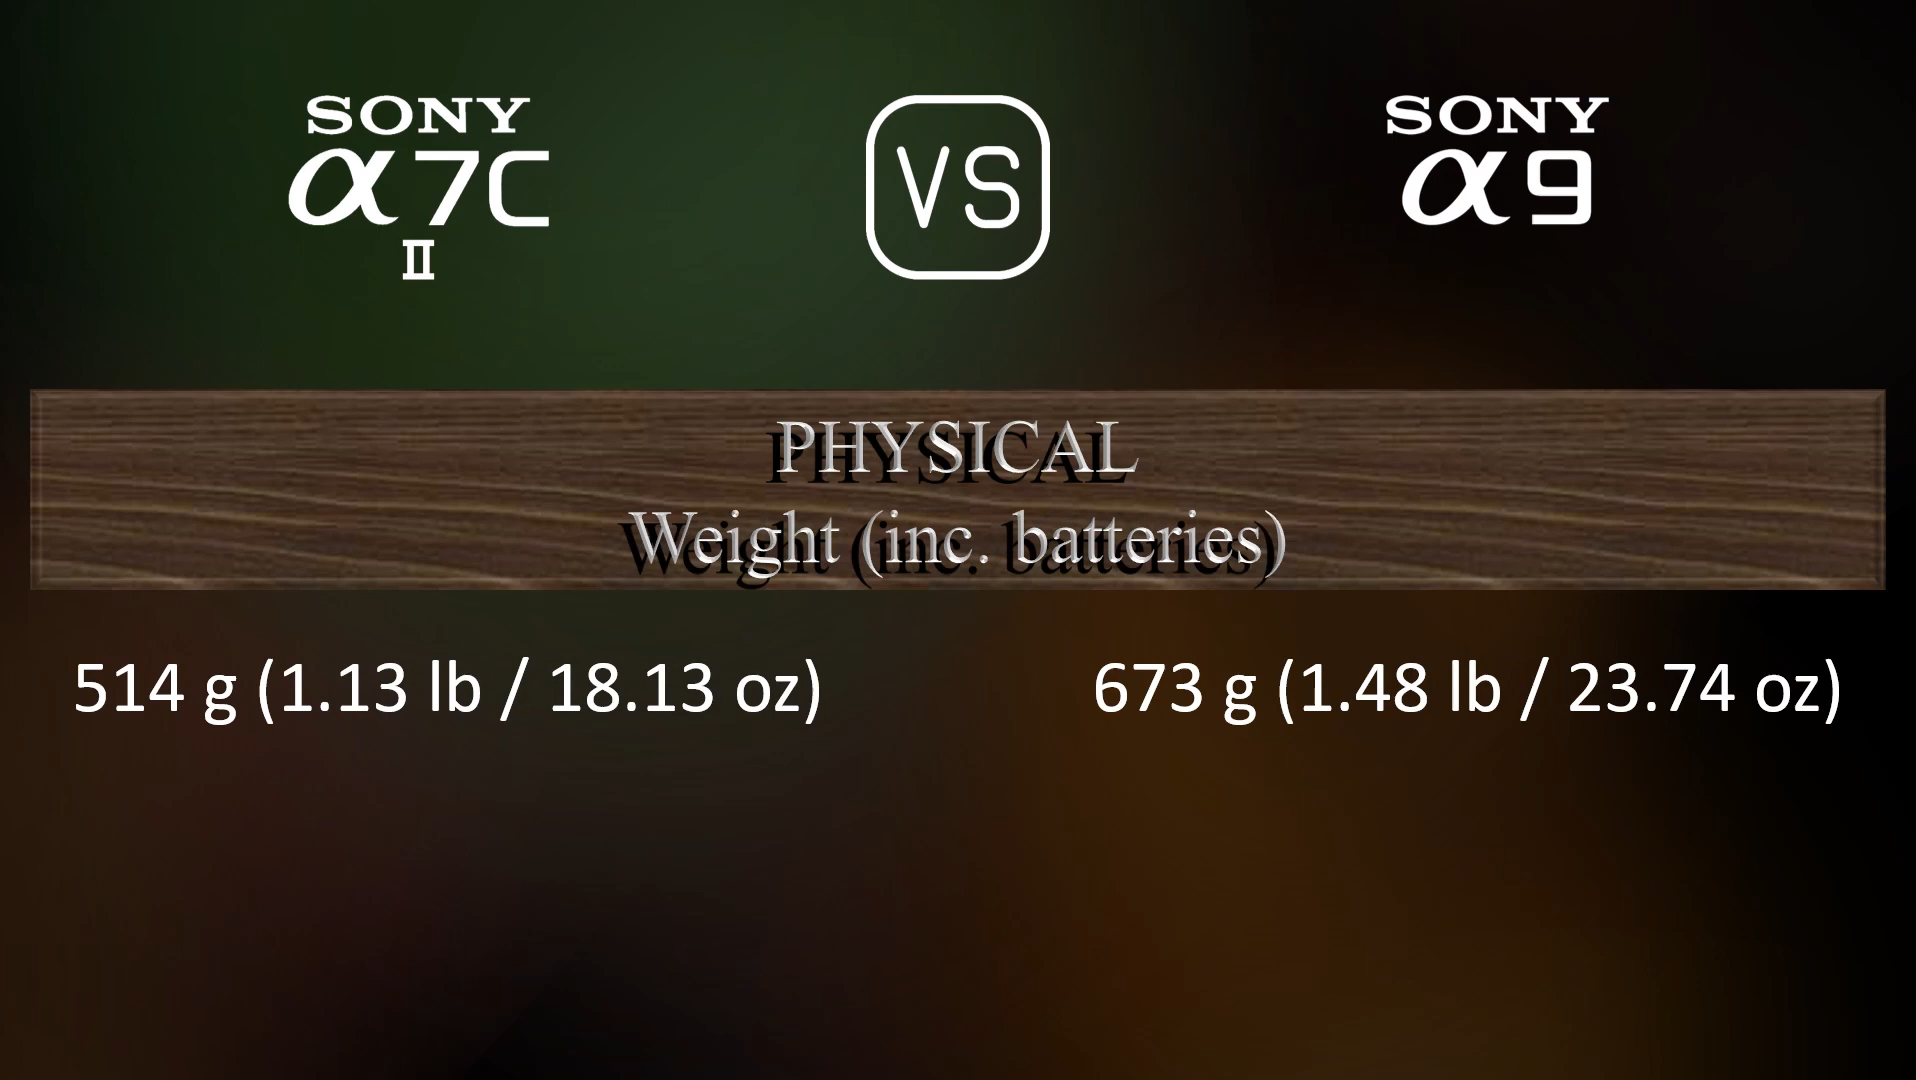 SONY
α7C
II
VS
SONY
α9
PHYSICAL
Weight (inc. batteries)
514 g (1.13 lb / 18.13 oz)
673 g (1.48 lb / 23.74 oz)